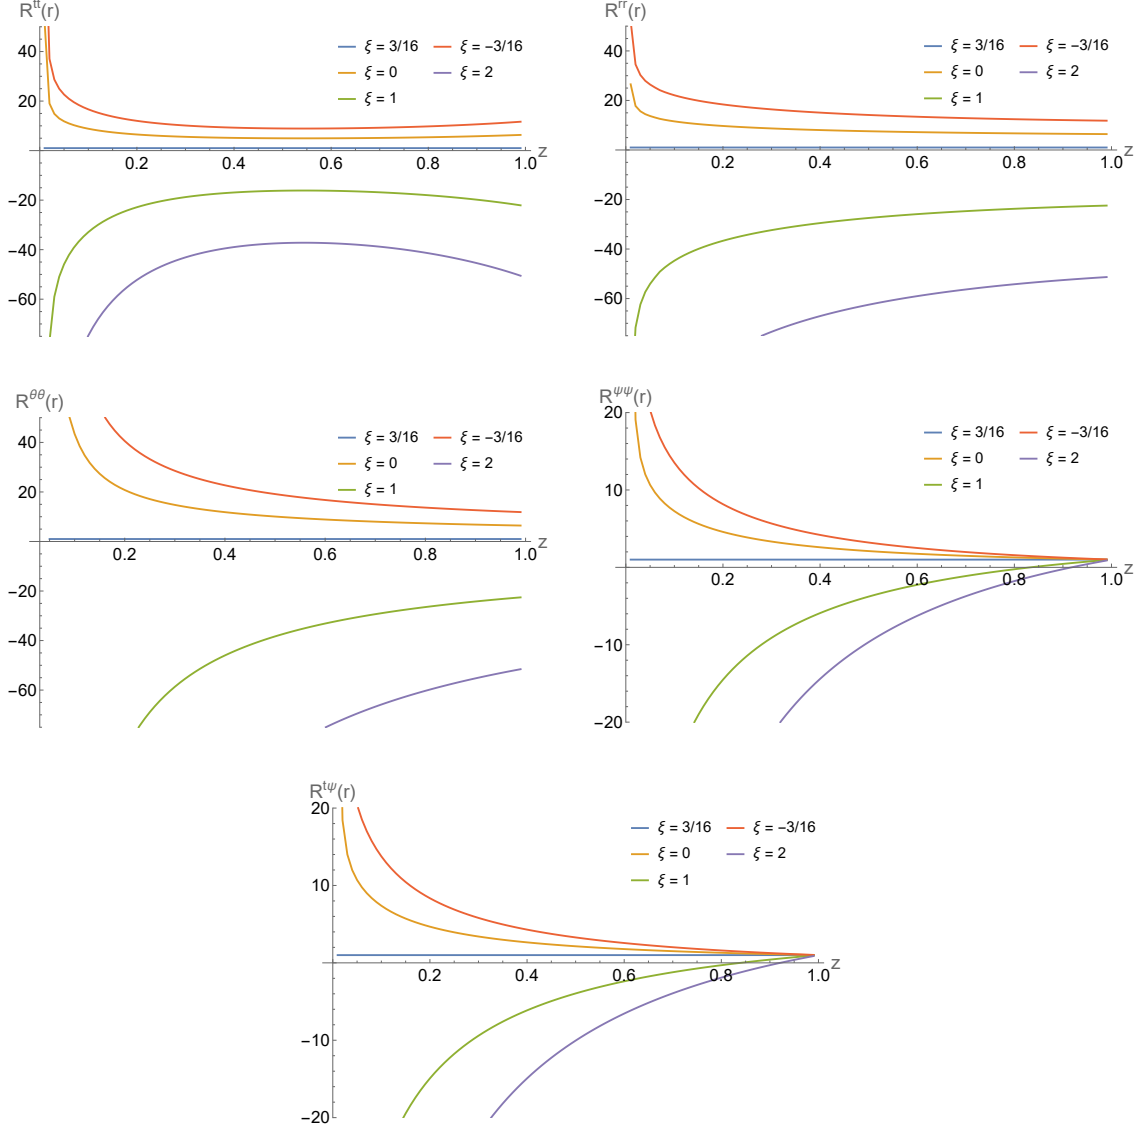 R^tt(r)
40
20
−20
−40
−60
0.2 0.4 0.6 0.8 1.0 z
ξ = 3/16 ξ = −3/16
ξ = 0 ξ = 2
ξ = 1
R^rr(r)
40
20
0
−20
−40
−60
0.2 0.4 0.6 0.8 1.0 z
ξ = 3/16 ξ = −3/16
ξ = 0 ξ = 2
ξ = 1
R^θθ(r)
40
20
−20
−40
−60
0.2 0.4 0.6 0.8 1.0 z
ξ = 3/16 ξ = −3/16
ξ = 0 ξ = 2
ξ = 1
R^ψψ(r)
20
10
−10
−20
0.2 0.4 0.6 0.8 1.0 z
ξ = 3/16 ξ = −3/16
ξ = 0 ξ = 2
ξ = 1
R^tψ(r)
20
10
0
−10
−20
0.2 0.4 0.6 0.8 1.0 z
ξ = 3/16 ξ = −3/16
ξ = 0 ξ = 2
ξ = 1